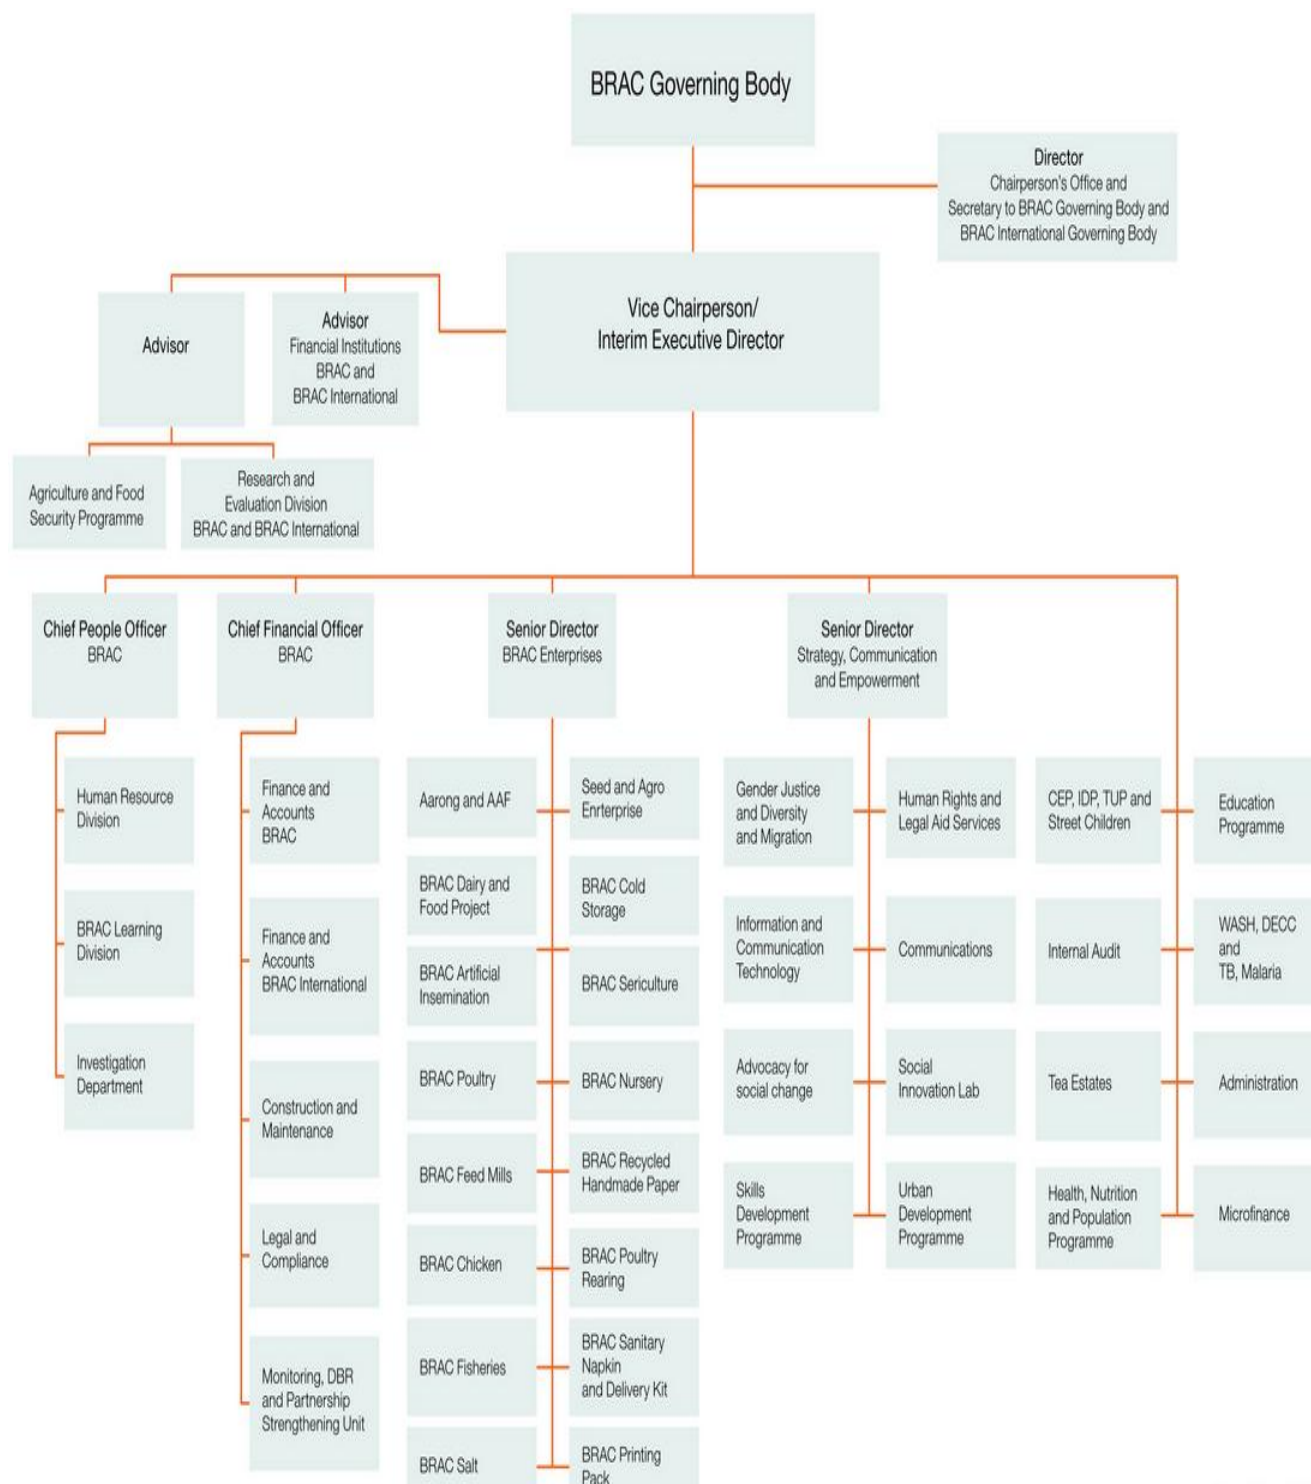 BRAC Governing Body
Director
Chairperson's Office and
Secretary to BRAC Governing Body and
BRAC International Governing Body
Vice Chairperson/
Interim Executive Director
Advisor
Advisor
Financial Institutions
BRAC and
BRAC International
Agriculture and Food
Security Programme
Research and
Evaluation Division
BRAC and BRAC International
Chief People Officer
BRAC
Chief Financial Officer
BRAC
Senior Director
BRAC Enterprises
Senior Director
Strategy, Communication
and Empowerment
Human Resource
Division
BRAC Learning
Division
Investigation
Department
Finance and
Accounts
BRAC
Finance and
Accounts
BRAC International
Construction and
Maintenance
Legal and
Compliance
Monitoring, DBR
and Partnership
Strengthening Unit
Aarong and AAF
Seed and Agro
Enrterprise
BRAC Dairy and
Food Project
BRAC Cold
Storage
BRAC Artificial
Insemination
BRAC Sericulture
BRAC Poultry
BRAC Nursery
BRAC Feed Mills
BRAC Recycled
Handmade Paper
BRAC Chicken
BRAC Poultry
Rearing
BRAC Fisheries
BRAC Sanitary
Napkin
and Delivery Kit
BRAC Salt
BRAC Printing
Pack
Gender Justice
and Diversity
and Migration
Human Rights and
Legal Aid Services
Information and
Communication
Technology
Communications
Advocacy for
social change
Social
Innovation Lab
Skills
Development
Programme
Urban
Development
Programme
CEP, IDP, TUP and
Street Children
Education
Programme
Internal Audit
WASH, DECC
and
TB, Malaria
Tea Estates
Administration
Health, Nutrition
and Population
Programme
Microfinance